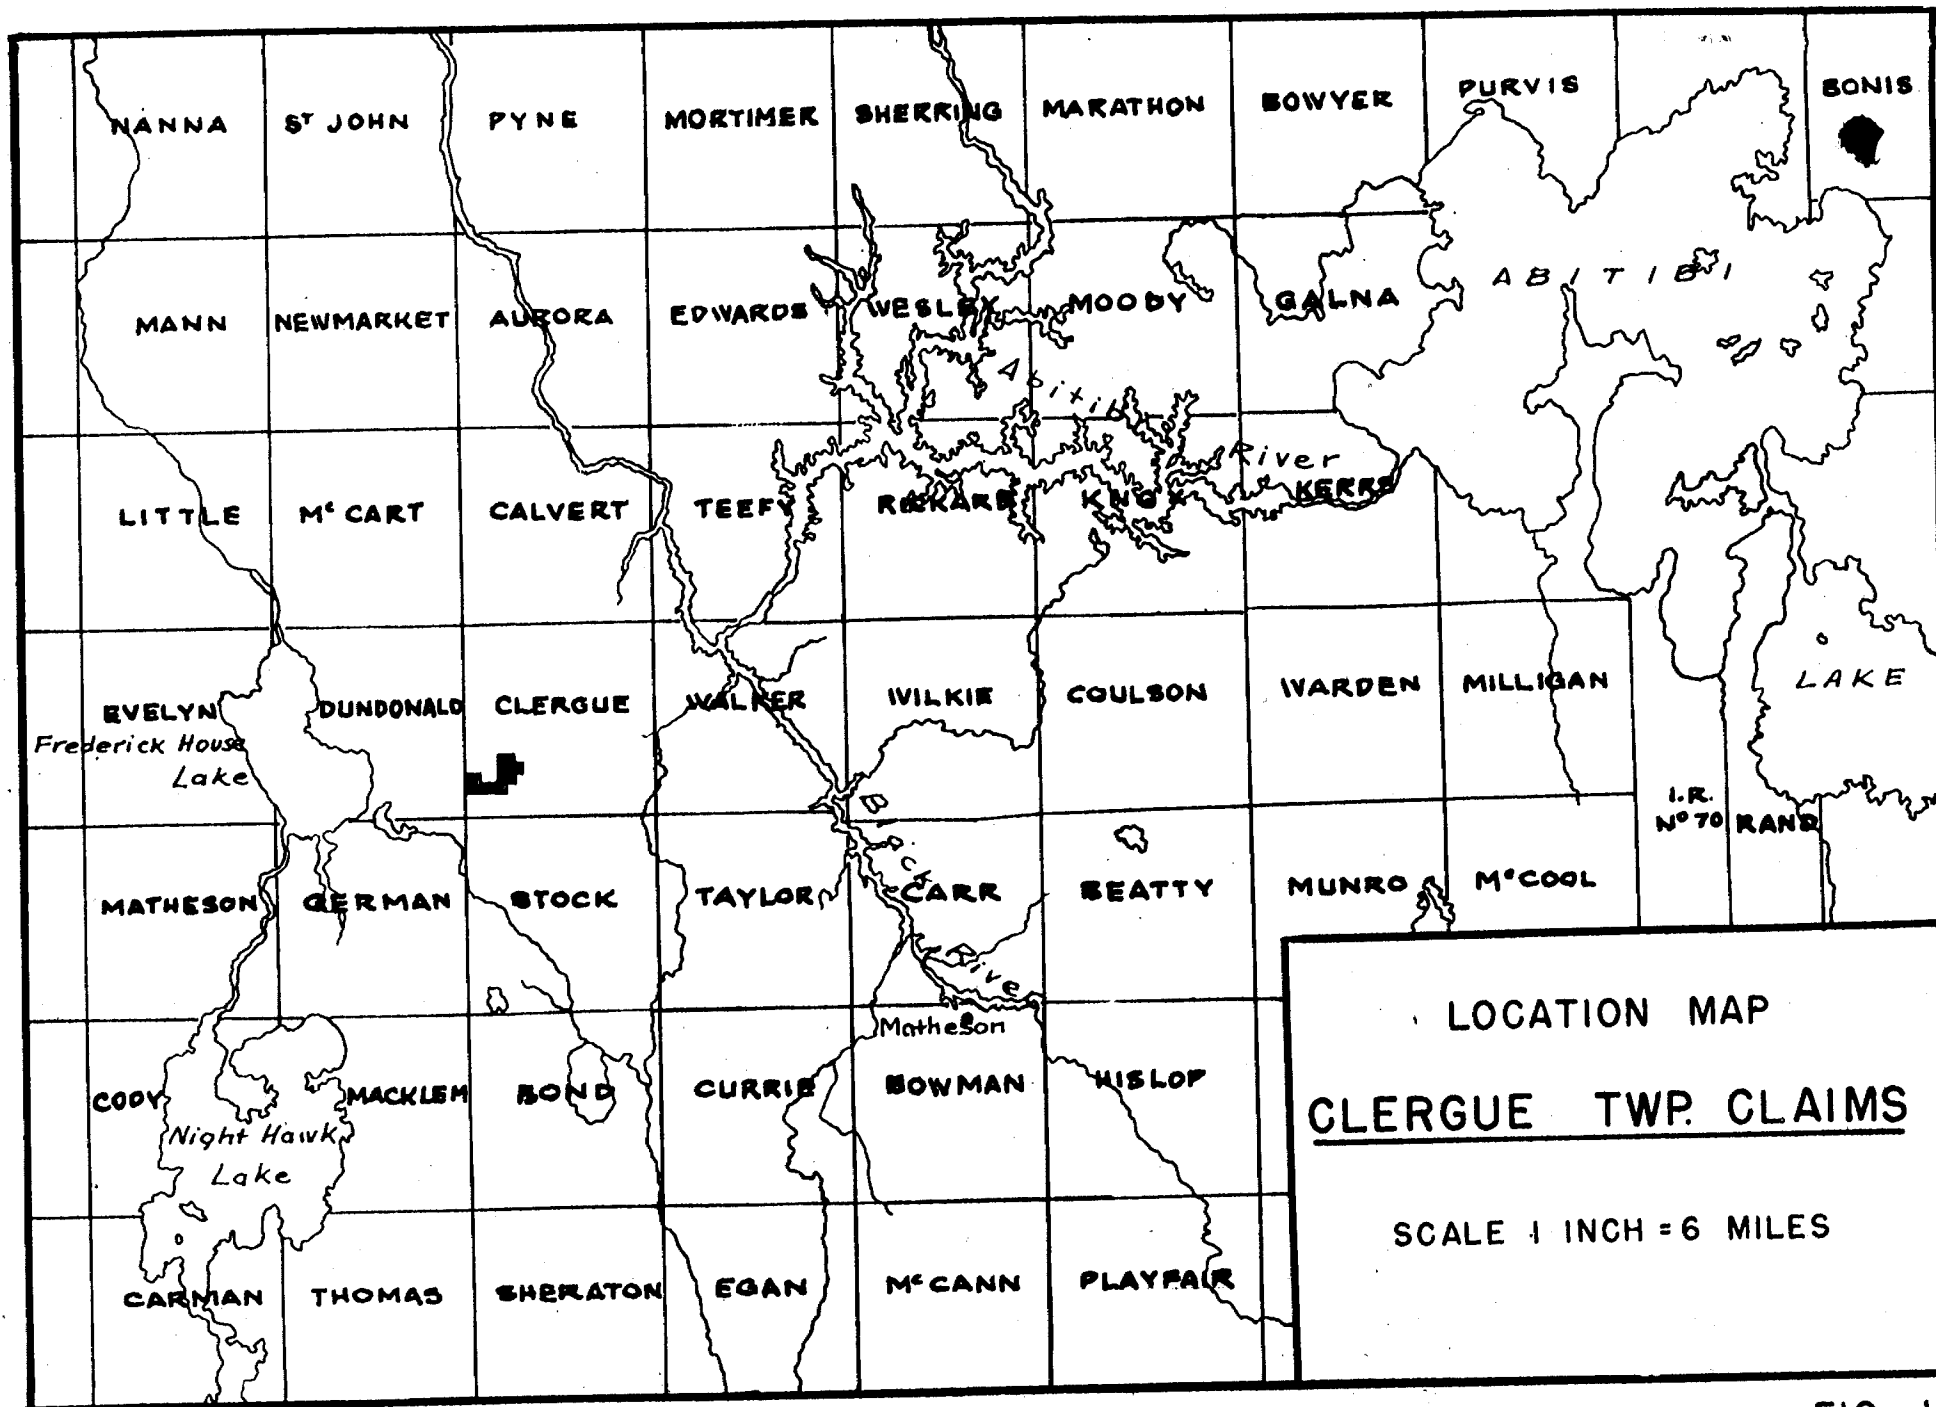 NANNA
ST JOHN
PYNE
MORTIMER
SHERRING
MARATHON
BOWYER
PURVIS
BONIS
MANN
NEWMARKET
AURORA
EDWARDS
WESLEY
MOODY
GALNA
ABITIBI
Abitibi
River
LITTLE
Mc CART
CALVERT
TEEFY
RICKARD
KNOX
KERRS
EVELYN
DUNDONALD
CLERGUE
WALKER
WILKIE
COULSON
WARDEN
MILLIGAN
LAKE
Frederick House
Lake
Black
River
I.R.
No 70
RAND
MATHESON
GERMAN
STOCK
TAYLOR
CARR
BEATTY
MUNRO
McCOOL
Matheson
CODY
MACKLEM
BOND
CURRIE
BOWMAN
HISLOP
Night Hawk
Lake
CARMAN
THOMAS
SHERATON
EGAN
Mc CANN
PLAYFAIR
LOCATION MAP
CLERGUE TWP. CLAIMS
SCALE 1 INCH = 6 MILES